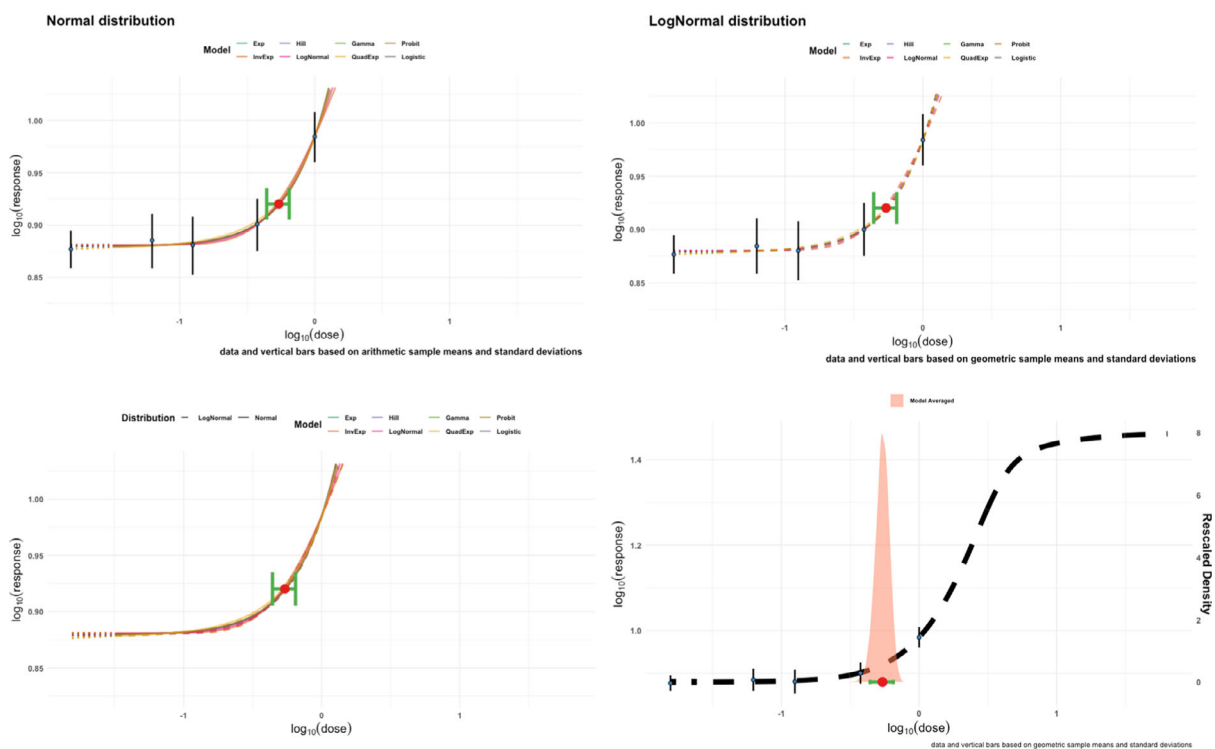 Normal distribution
Model Exp Hill Gamma Probit
InvExp LogNormal QuadExp Logistic
log10(response)
1.00
0.95
0.90
0.85
-1 0 1
log10(dose)
data and vertical bars based on arithmetic sample means and standard deviations
LogNormal distribution
Model Exp Hill Gamma Probit
InvExp LogNormal QuadExp Logistic
log10(response)
1.00
0.95
0.90
0.85
-1 0 1
log10(dose)
data and vertical bars based on geometric sample means and standard deviations
Distribution LogNormal Normal
Model Exp Hill Gamma Probit
InvExp LogNormal QuadExp Logistic
log10(response)
1.00
0.95
0.90
0.85
-1 0 1
log10(dose)
Model Averaged
log10(response)
1.4
1.2
1.0
8
6
4
2
0
Rescaled Density
-1 0 1
log10(dose)
data and vertical bars based on geometric sample means and standard deviations